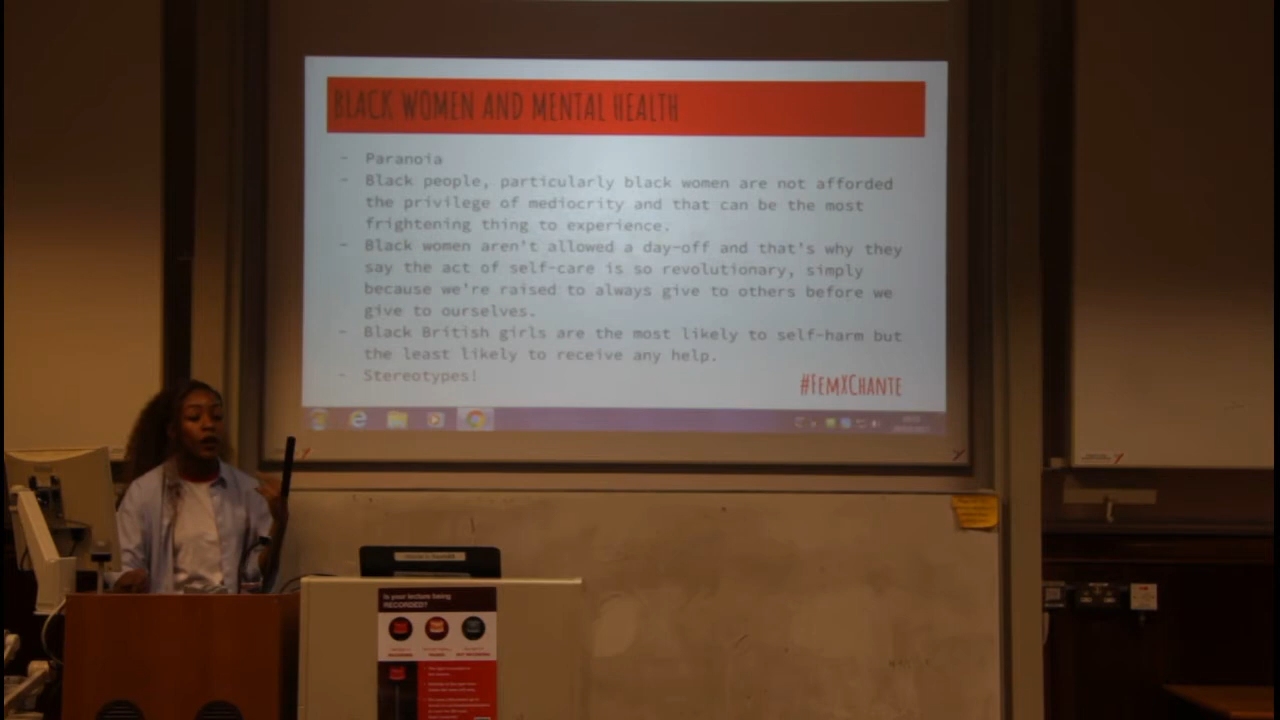 BLACK WOMEN AND MENTAL HEALTH
- Paranoia
- Black people, particularly black women are not afforded
the privilege of mediocrity and that can be the most
frightening thing to experience.
- Black women aren't allowed a day-off and that's why they
say the act of self-care is so revolutionary, simply
because we're raised to always give to others before we
give to ourselves.
- Black British girls are the most likely to self-harm but
the least likely to receive any help.
- Stereotypes!
#FEMXCHANTE
Is your lecture being
RECORDED?